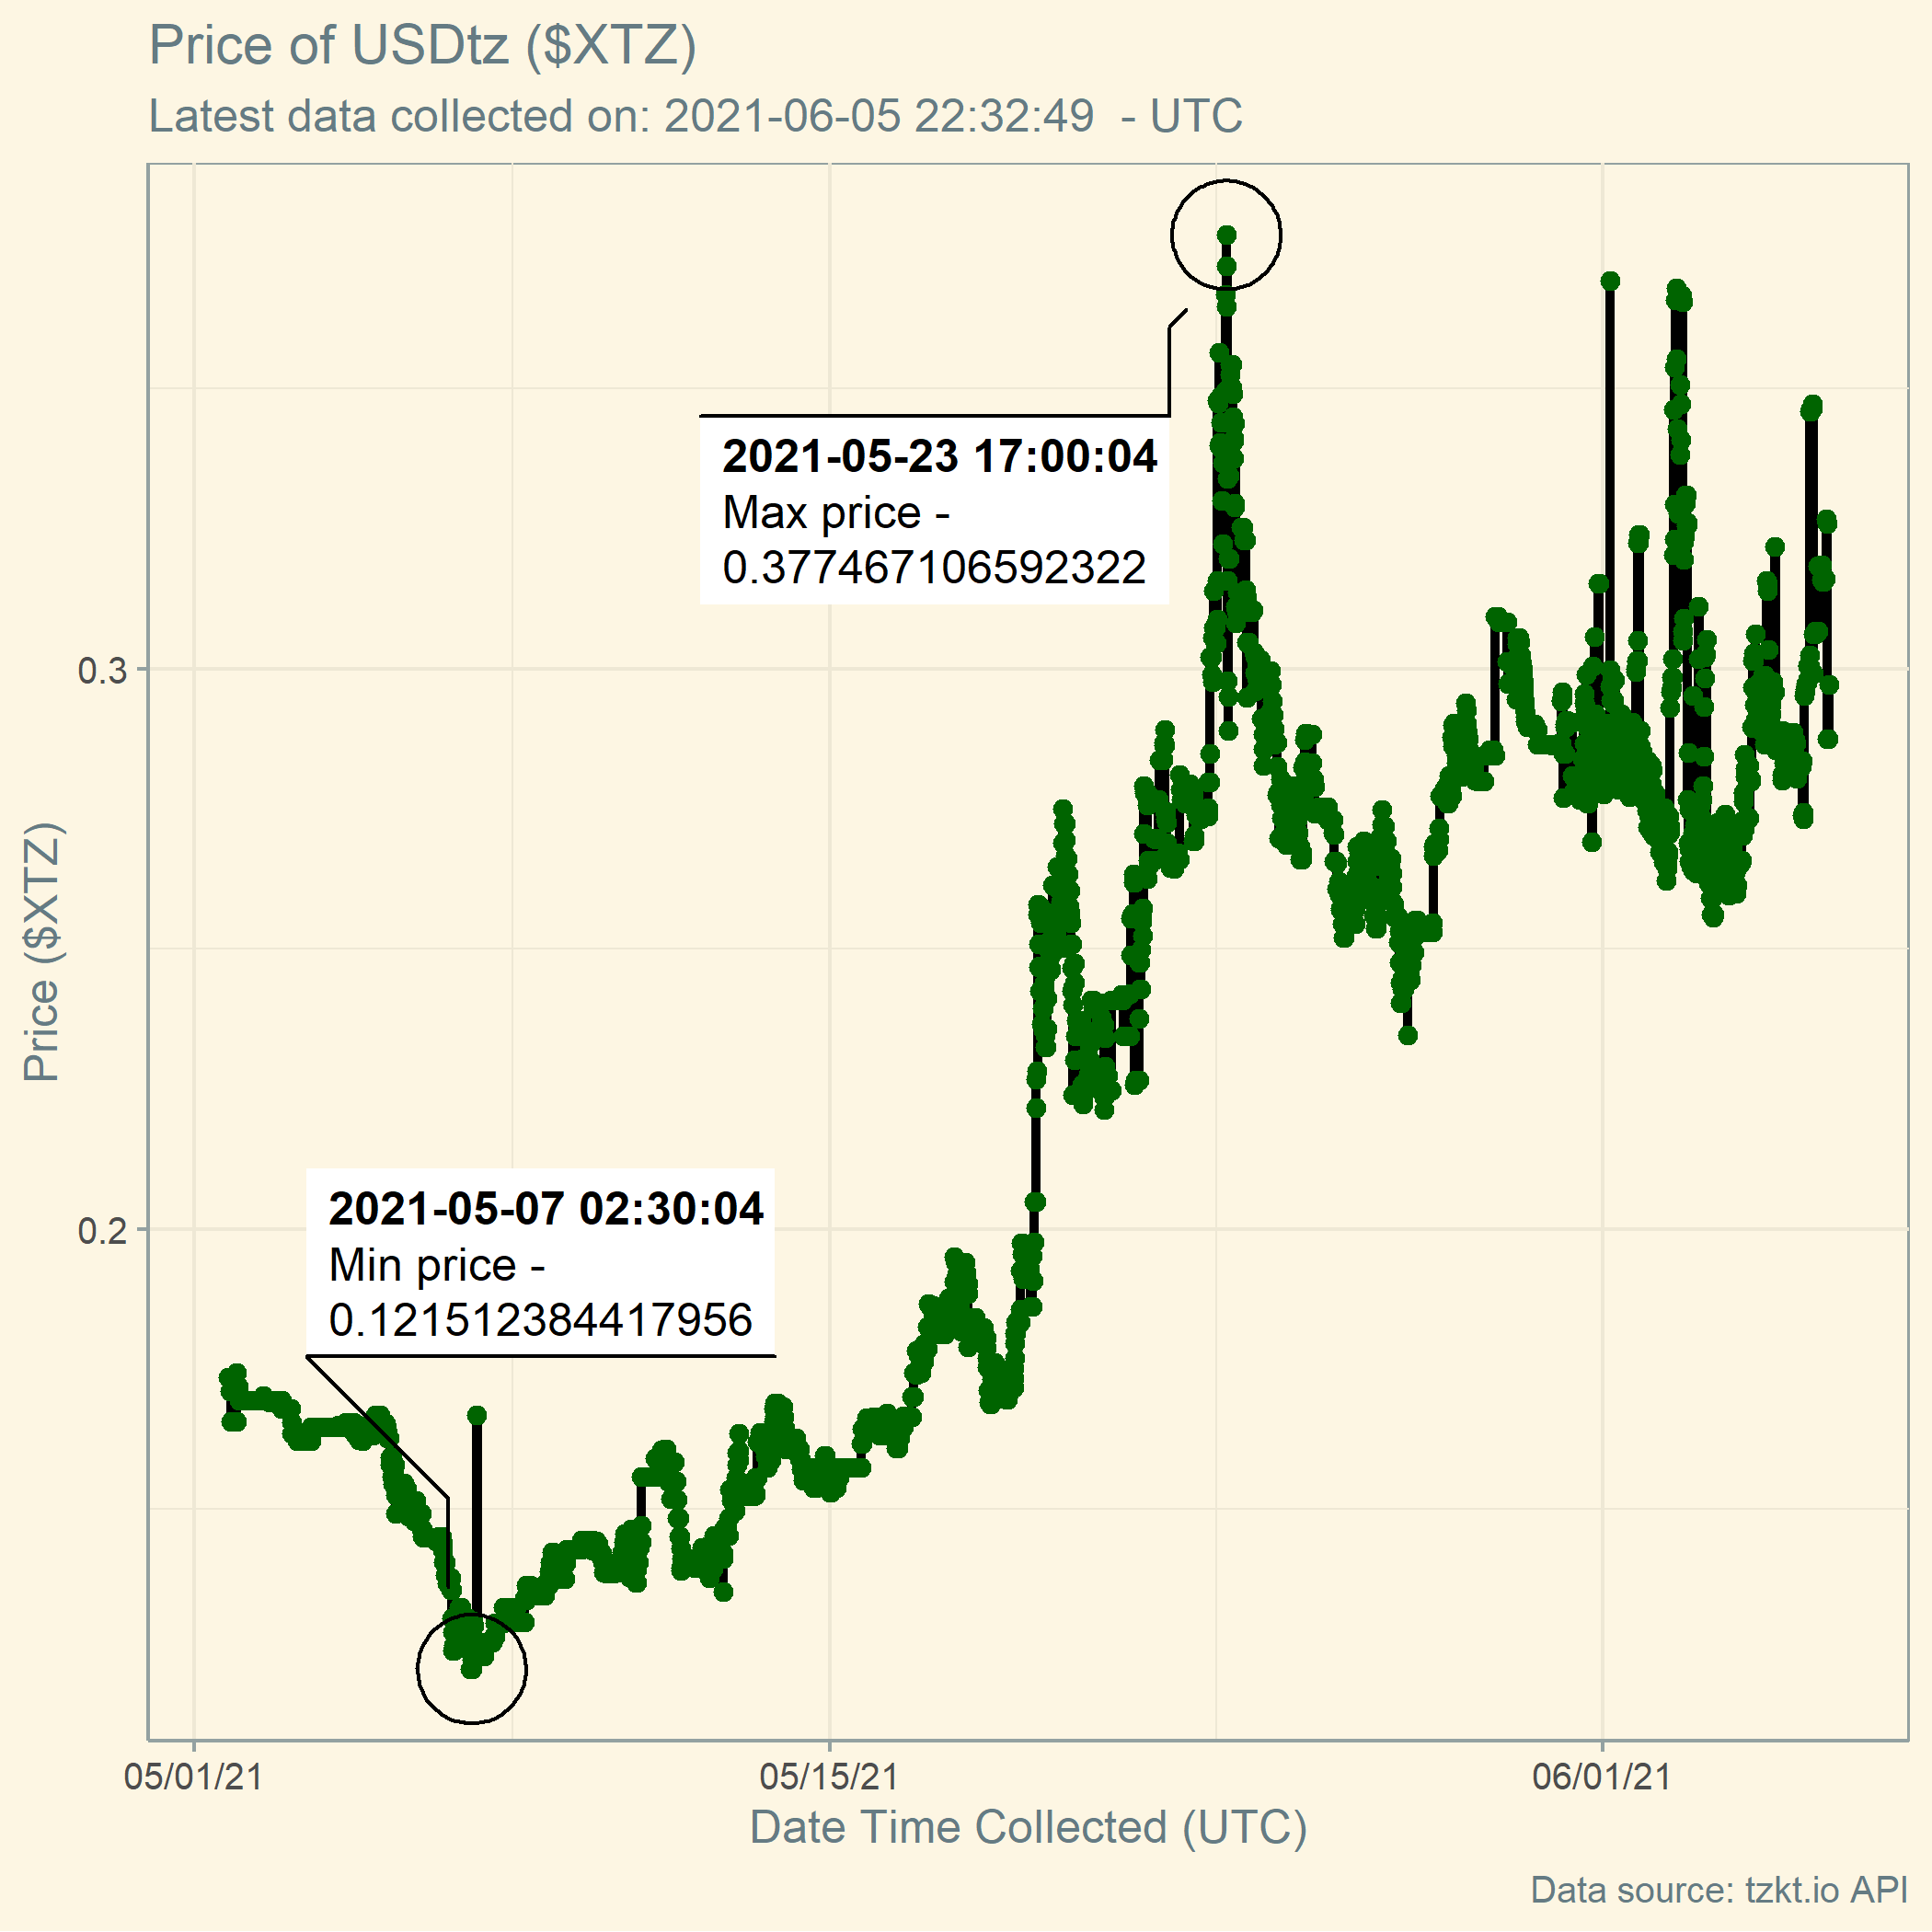 Price of USDtz ($XTZ)
Latest data collected on: 2021-06-05 22:32:49  - UTC
2021-05-23 17:00:04
Max price -
0.377467106592322
0.3
Price ($XTZ)
0.2
2021-05-07 02:30:04
Min price -
0.121512384417956
05/01/21
05/15/21
06/01/21
Date Time Collected (UTC)
Data source: tzkt.io API